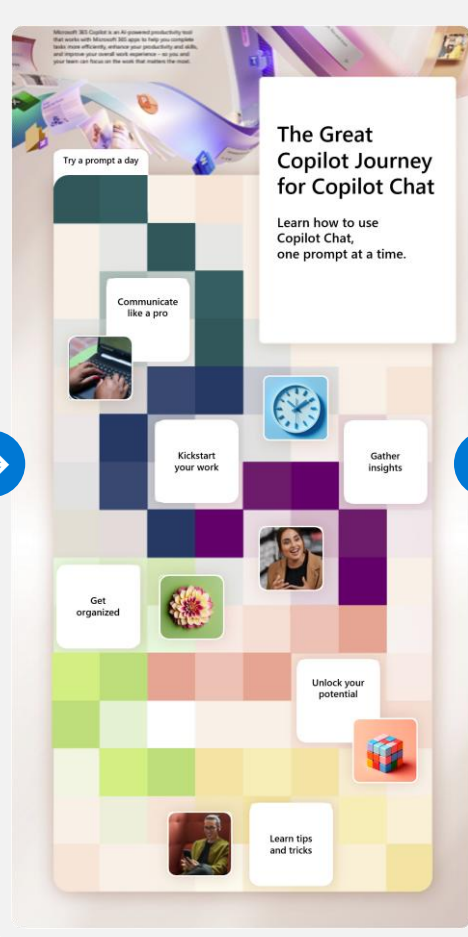 Microsoft 365 Copilot is an AI-powered productivity tool
that works with Microsoft 365 apps to help you complete
tasks more efficiently, enhance your productivity and skills,
and improve your overall work experience – so you and
your team can focus on the work that matters the most.
The Great
Copilot Journey
for Copilot Chat
Learn how to use
Copilot Chat,
one prompt at a time.
Try a prompt a day
Communicate
like a pro
Kickstart
your work
Gather
insights
Get
organized
Unlock your
potential
Learn tips
and tricks